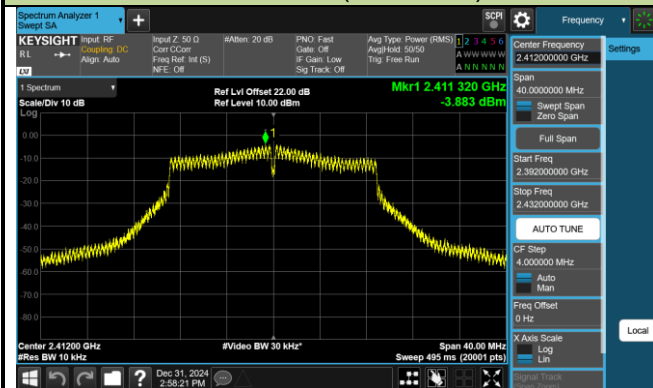 Spectrum Analyzer 1
Swept SA
+
SCPI
Frequency
KEYSIGHT
RL
LXI
Input: RF
Coupling: DC
Align: Auto
Input Z: 50 Ω
Corr CCorr
Freq Ref: Int (S)
NFE: Off
#Atten: 20 dB
PNO: Fast
Gate: Off
IF Gain: Low
Sig Track: Off
Avg Type: Power (RMS)
Avg|Hold: 50/50
Trig: Free Run
1 2 3 4 5 6
A W W W W W
A N N N N N
1 Spectrum
Scale/Div 10 dB
Log
Ref Lvl Offset 22.00 dB
Ref Level 10.00 dBm
Mkr1 2.411 320 GHz
-3.883 dBm
1
0.00
-10.0
-20.0
-30.0
-40.0
-50.0
-60.0
-70.0
-80.0
Center 2.41200 GHz
#Res BW 10 kHz
#Video BW 30 kHz*
Span 40.00 MHz
Sweep 495 ms (20001 pts)
?
Dec 31, 2024
2:58:21 PM
Center Frequency
2.412000000 GHz
Span
40.0000000 MHz
Swept Span
Zero Span
Full Span
Start Freq
2.392000000 GHz
Stop Freq
2.432000000 GHz
AUTO TUNE
CF Step
4.000000 MHz
Auto
Man
Freq Offset
0 Hz
X Axis Scale
Log
Lin
Signal Track
Settings
Local